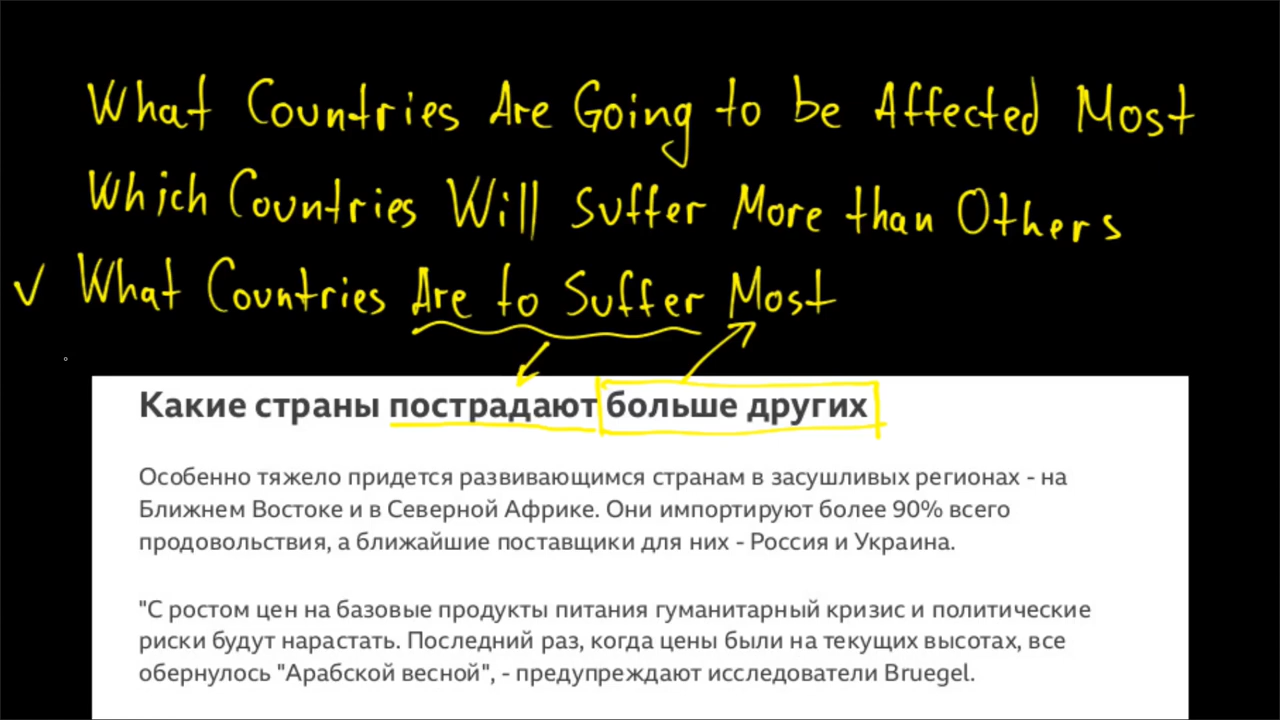 What Countries Are Going to be Affected Most
Which Countries Will Suffer More than Others
✓ What Countries Are to Suffer Most
Какие страны пострадают больше других
Особенно тяжело придется развивающимся странам в засушливых регионах - на
Ближнем Востоке и в Северной Африке. Они импортируют более 90% всего
продовольствия, а ближайшие поставщики для них - Россия и Украина.
"С ростом цен на базовые продукты питания гуманитарный кризис и политические
риски будут нарастать. Последний раз, когда цены были на текущих высотах, все
обернулось "Арабской весной", - предупреждают исследователи Bruegel.